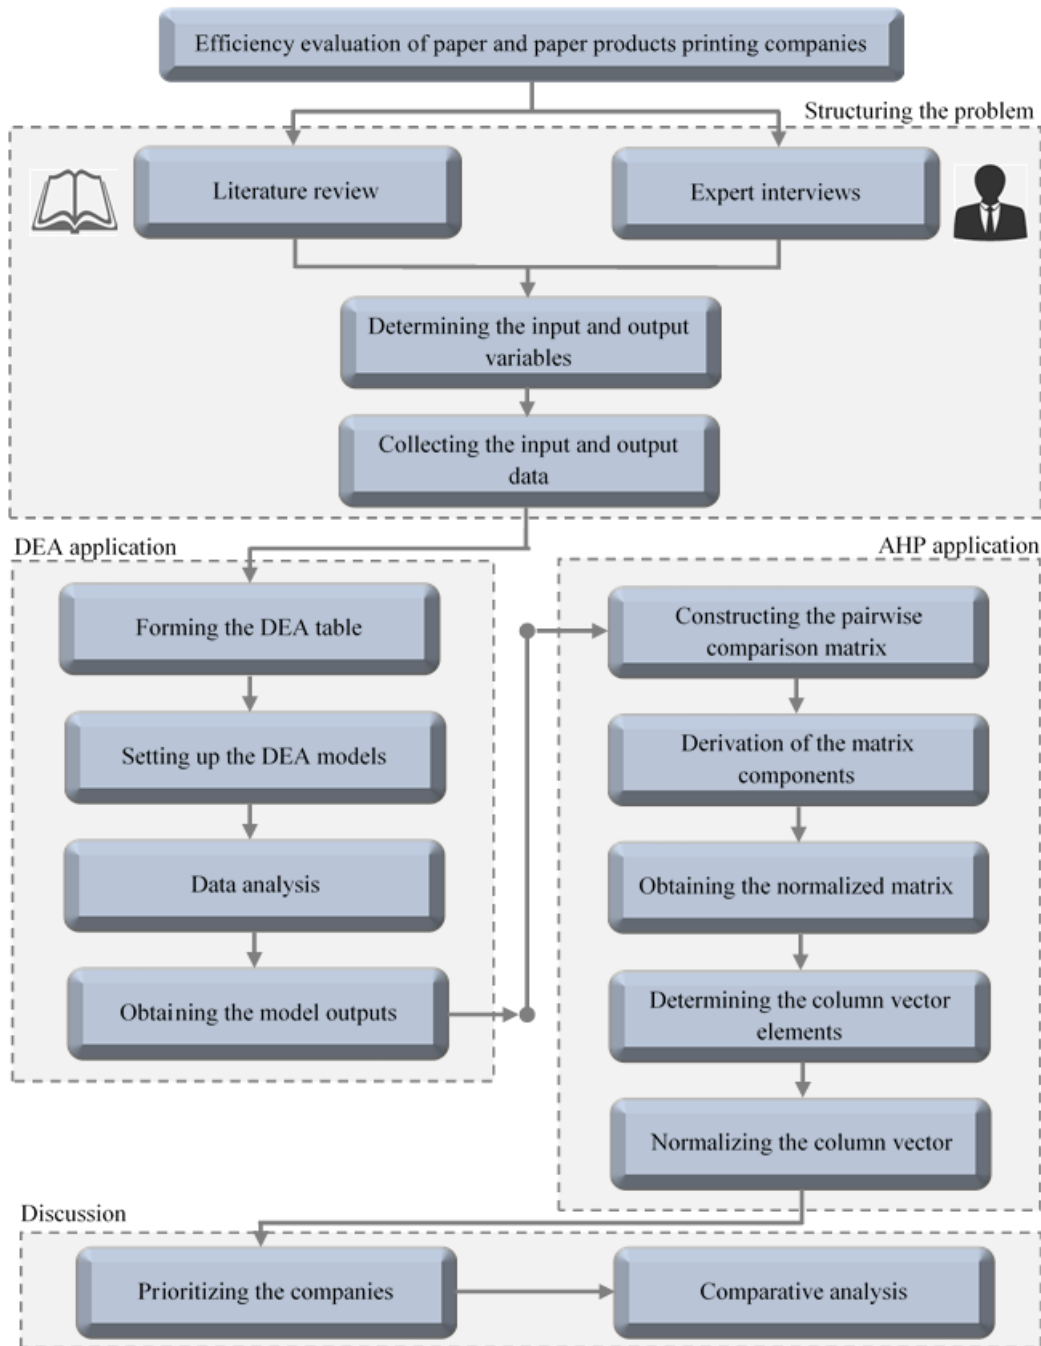 Efficiency evaluation of paper and paper products printing companies
Structuring the problem
Literature review
Expert interviews
Determining the input and output
variables
Collecting the input and output
data
DEA application
Forming the DEA table
Setting up the DEA models
Data analysis
Obtaining the model outputs
AHP application
Constructing the pairwise
comparison matrix
Derivation of the matrix
components
Obtaining the normalized matrix
Determining the column vector
elements
Normalizing the column vector
Discussion
Prioritizing the companies
Comparative analysis